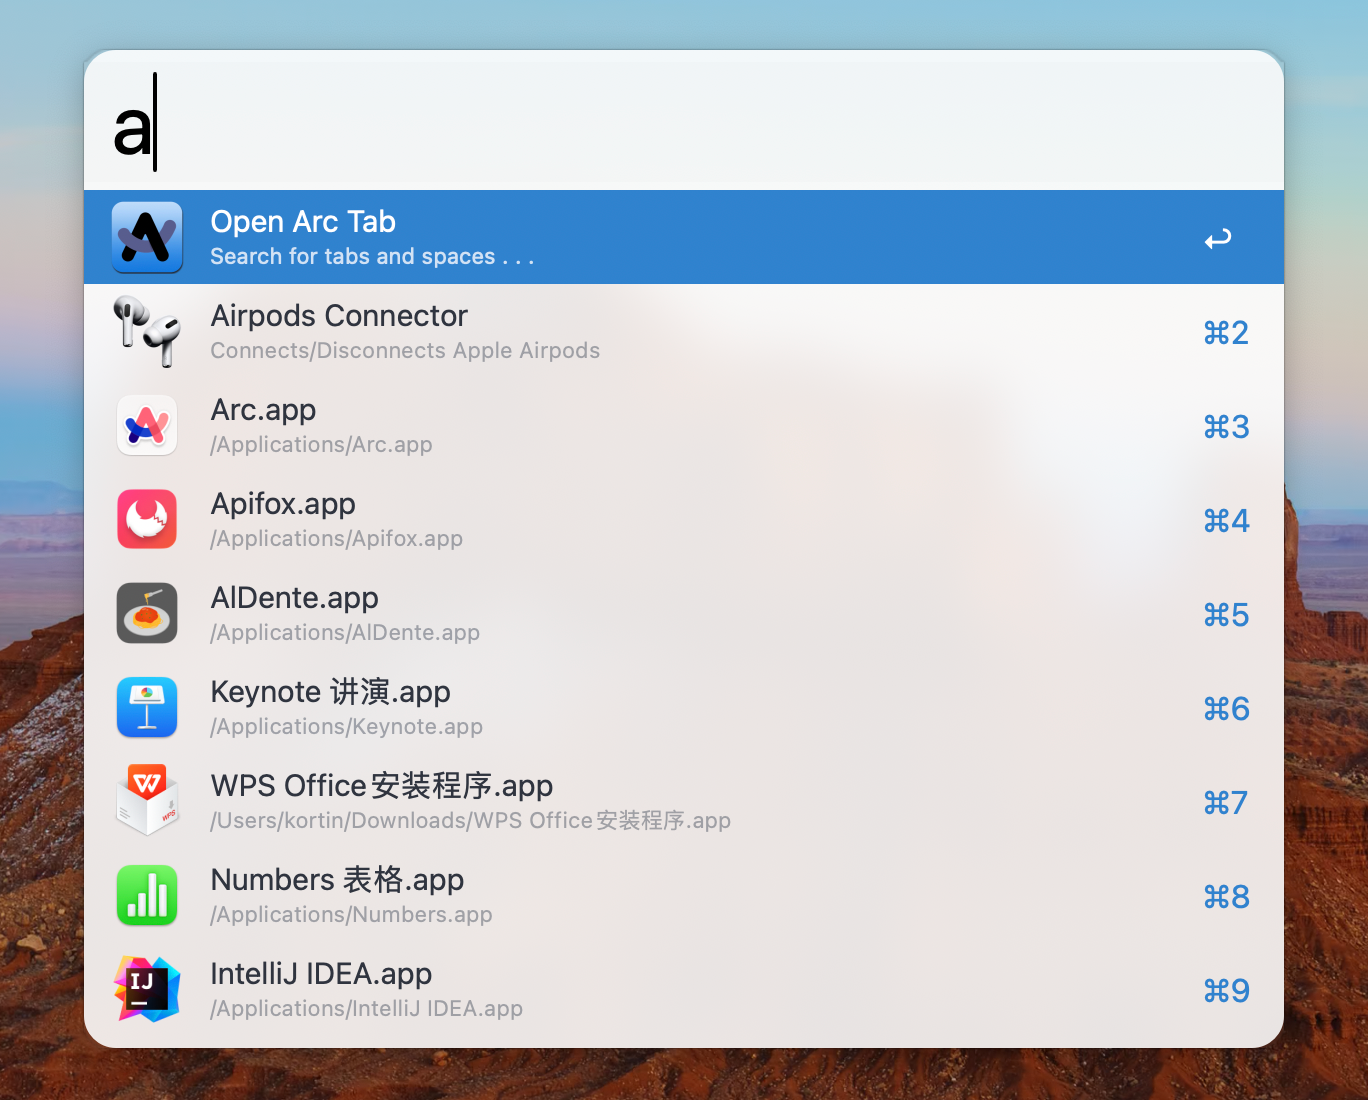 a
Open Arc Tab
Search for tabs and spaces . . .
Airpods Connector
Connects/Disconnects Apple Airpods
⌘2
Arc.app
/Applications/Arc.app
⌘3
Apifox.app
/Applications/Apifox.app
⌘4
AlDente.app
/Applications/AlDente.app
⌘5
Keynote 讲演.app
/Applications/Keynote.app
⌘6
WPS Office安装程序.app
/Users/kortin/Downloads/WPS Office安装程序.app
WPS
⌘7
Numbers 表格.app
/Applications/Numbers.app
⌘8
IJ
IntelliJ IDEA.app
/Applications/IntelliJ IDEA.app
⌘9